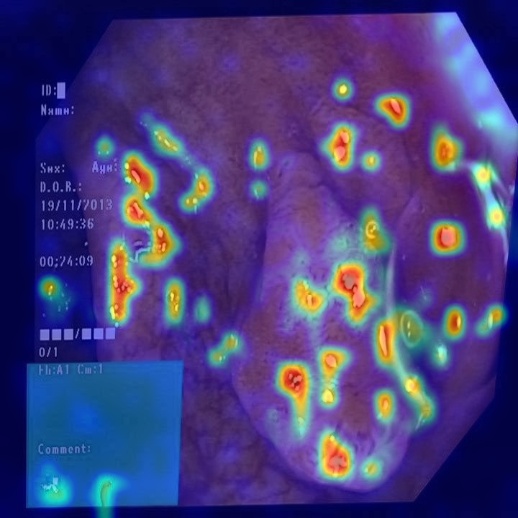 ID:
Name:
Sex: Age:
D.O.B.:
19/11/2013
10:49:36
00;24:09
■■■/■■■
0/1
Eh:A1 Cm:1
Comment: